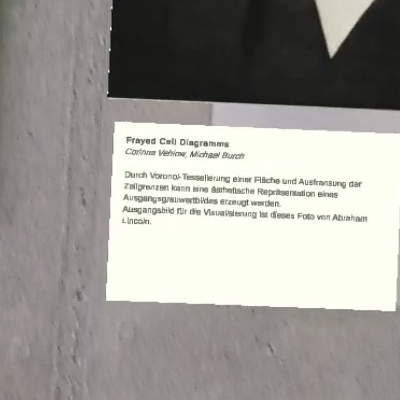 Frayed Cell Diagramms
Corinna Vehlow, Michael Burch
Durch Voronoi-Tessellierung einer Fläche und Ausfransung der
Zellgrenzen kann eine ästhetische Repräsentation eines
Ausgangsgrauwertbildes erzeugt werden.
Ausgangsbild für die Visualisierung ist dieses Foto von Abraham
Lincoln.